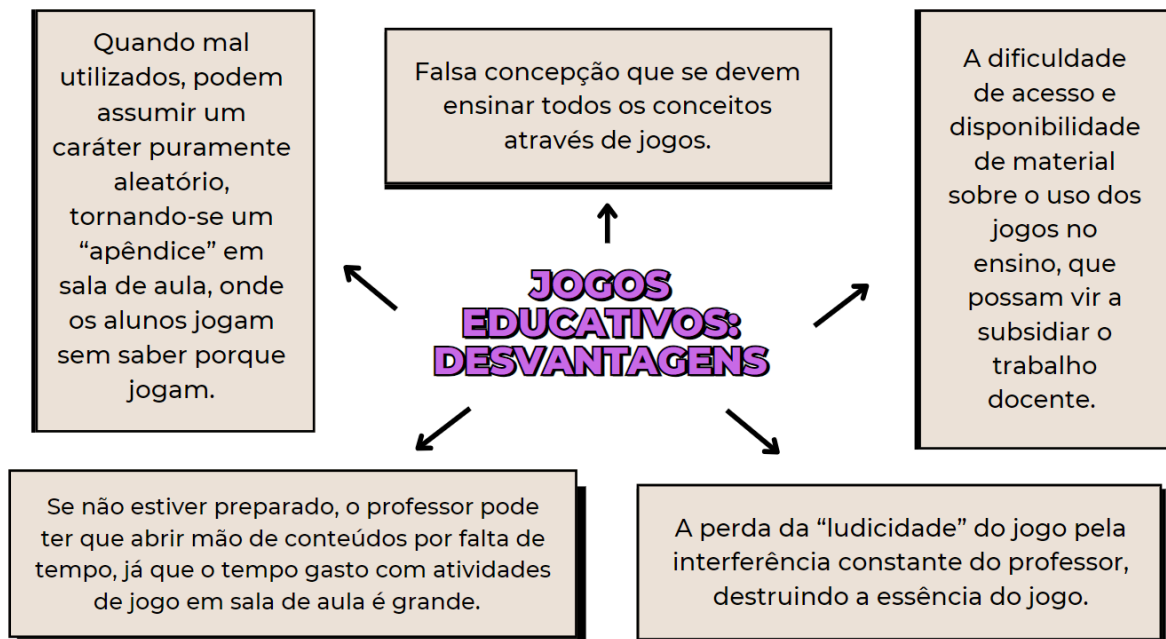 Quando mal
utilizados, podem
assumir um
caráter puramente
aleatório,
tornando-se um
“apêndice” em
sala de aula, onde
os alunos jogam
sem saber porque
jogam.
Falsa concepção que se devem
ensinar todos os conceitos
através de jogos.
A dificuldade
de acesso e
disponibilidade
de material
sobre o uso dos
jogos no
ensino, que
possam vir a
subsidiar o
trabalho
docente.
JOGOS
EDUCATIVOS:
DESVANTAGENS
Se não estiver preparado, o professor pode
ter que abrir mão de conteúdos por falta de
tempo, já que o tempo gasto com atividades
de jogo em sala de aula é grande.
A perda da “ludicidade” do jogo pela
interferência constante do professor,
destruindo a essência do jogo.